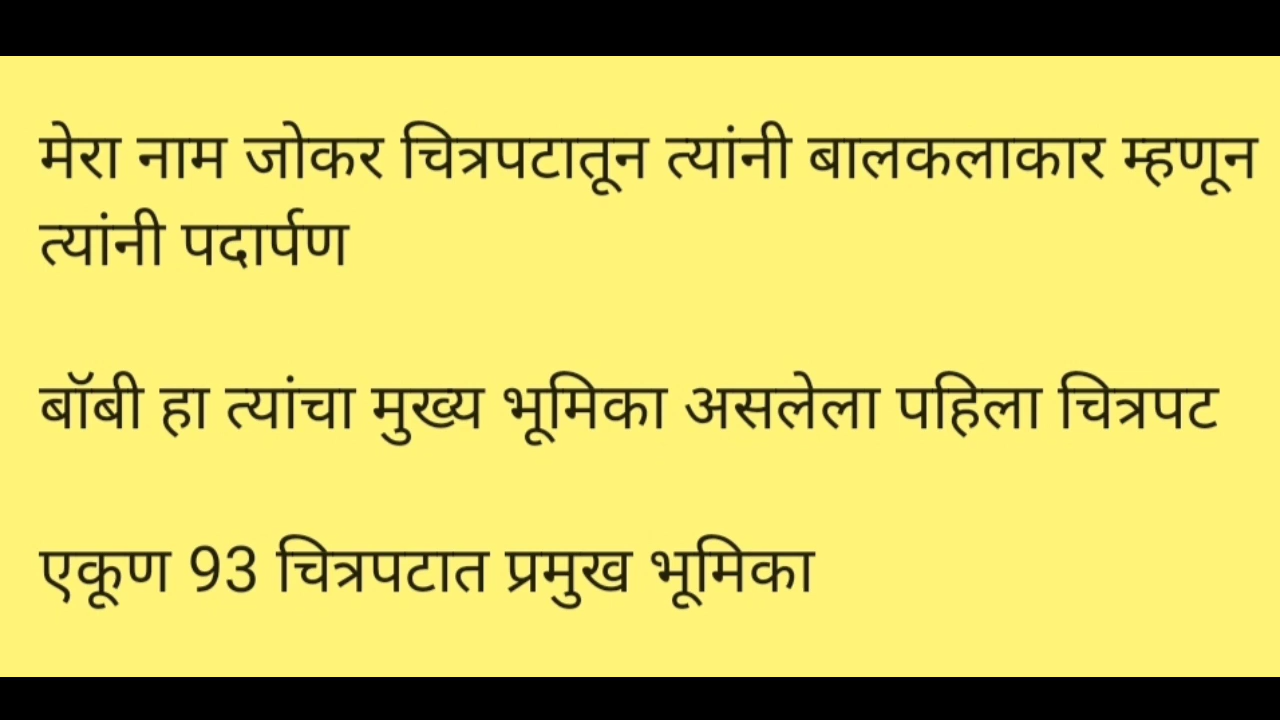 मेरा नाम जोकर चित्रपटातून त्यांनी बालकलाकार म्हणून
त्यांनी पदार्पण
बॉबी हा त्यांचा मुख्य भूमिका असलेला पहिला चित्रपट
एकूण 93 चित्रपटात प्रमुख भूमिका